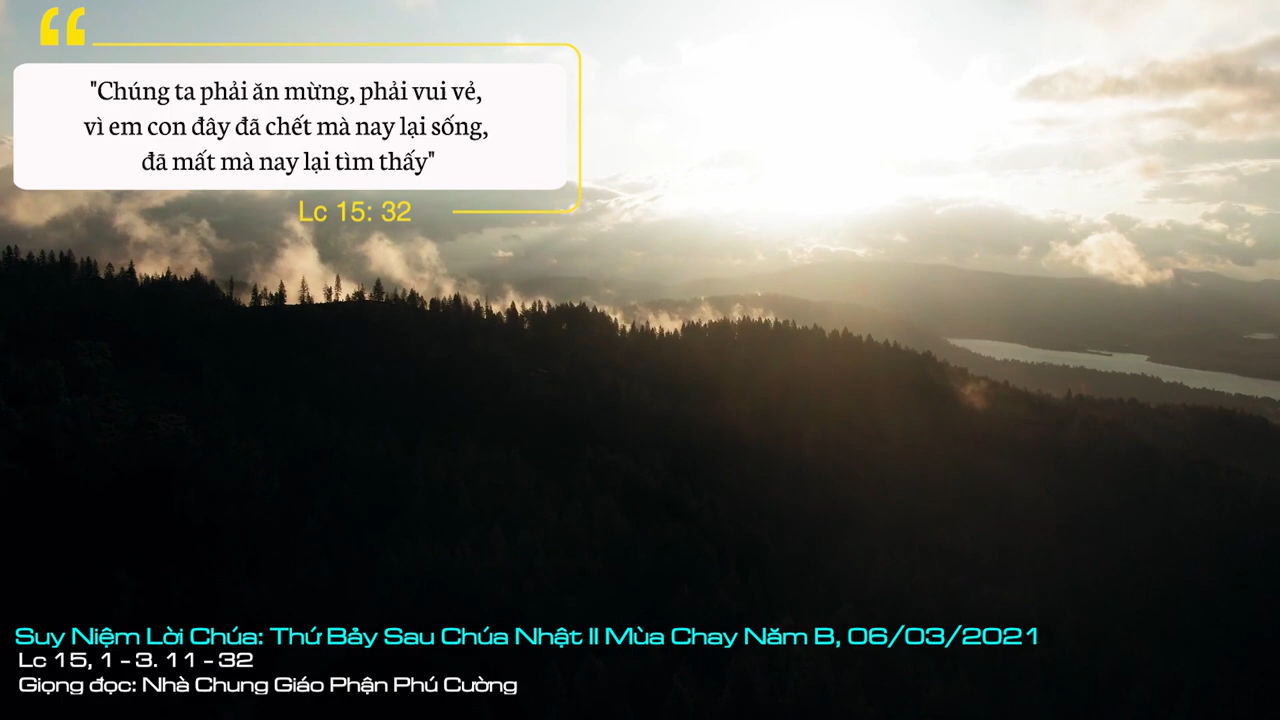 "Chúng ta phải ăn mừng, phải vui vẻ,
vì em con đây đã chết mà nay lại sống,
đã mất mà nay lại tìm thấy"
Lc 15: 32
Suy Niệm Lời Chúa: Thứ Bảy Sau Chúa Nhật II Mùa Chay Năm B, 06/03/2021
Lc 15, 1 - 3. 11 - 32
Giọng đọc: Nhà Chung Giáo Phận Phú Cường